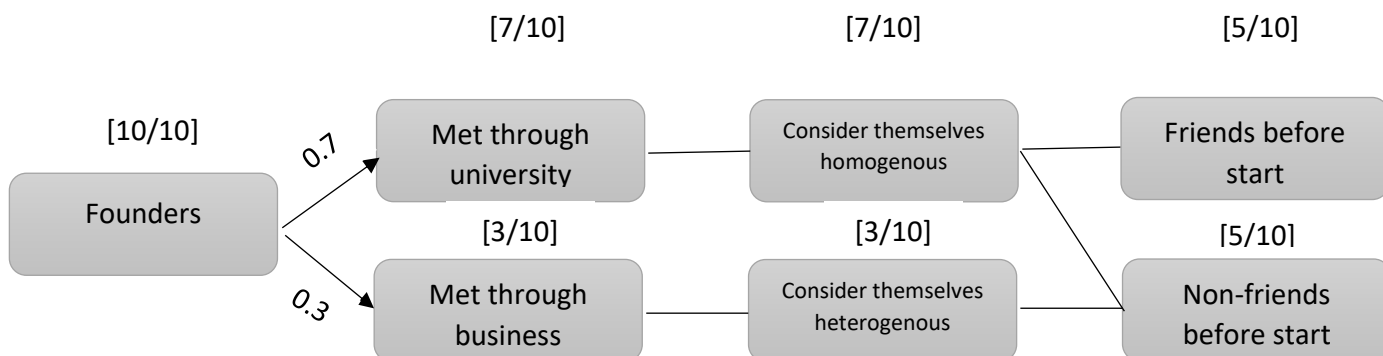 [7/10]
[7/10]
[5/10]
[10/10]
0.7
Met through
university
Consider themselves
homogenous
Friends before
start
Founders
[3/10]
[3/10]
[5/10]
0.3
Met through
business
Consider themselves
heterogenous
Non-friends
before start